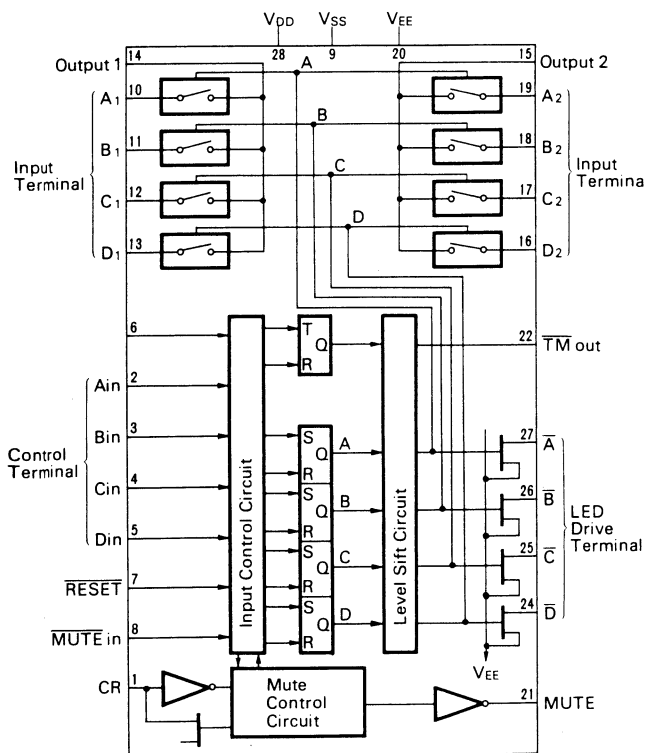 VDD VSS VEE
28 9 20
14 A 15
Output 1 Output 2
10 19
A1 A2
B
11 18
B1 B2
Input Terminal Input Termina
C
12 17
C1 C2
D
13 16
D1 D2
6 T Q R 22 TM out
Ain 2
Bin 3
Control Terminal
Cin 4
Din 5
RESET 7
MUTE in 8
Input Control Circuit
S Q R A
S Q R B
S Q R C
S Q R D
Level Sift Circuit
27 A
26 B
25 C
24 D
LED Drive Terminal
VEE
CR 1
Mute Control Circuit
21 MUTE